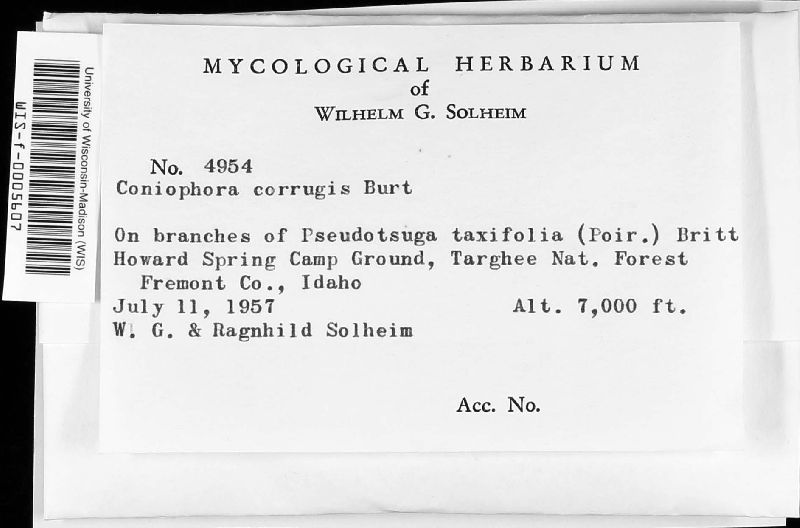 MYCOLOGICAL HERBARIUM
of
WILHELM G. SOLHEIM
No. 4954
Coniophora corrugis Burt
On branches of Pseudotsuga taxifolia (Poir.) Britt
Howard Spring Camp Ground, Targhee Nat. Forest
Fremont Co., Idaho
July 11, 1957 Alt. 7,000 ft.
W. G. & Ragnhild Solheim
Acc. No.
University of Wisconsin-Madison (WIS)
WIS-f-0005607